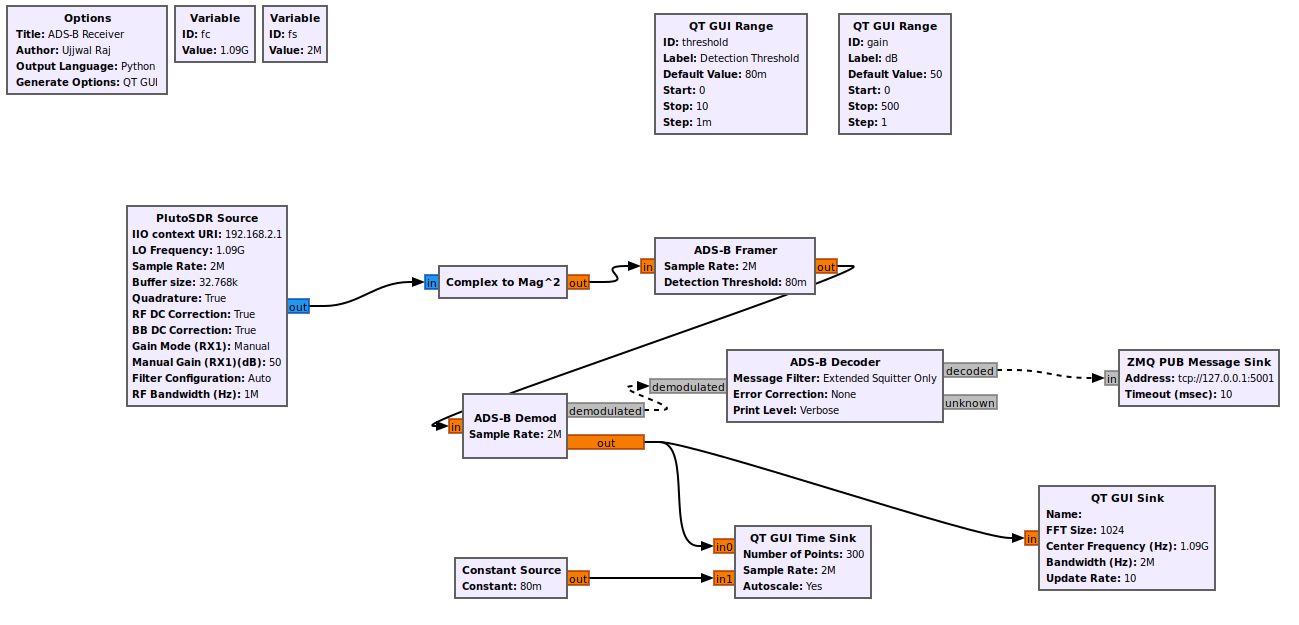 Options
Title: ADS-B Receiver
Author: Ujjwal Raj
Output Language: Python
Generate Options: QT GUI
Variable
ID: fc
Value: 1.09G
Variable
ID: fs
Value: 2M
QT GUI Range
ID: threshold
Label: Detection Threshold
Default Value: 80m
Start: 0
Stop: 10
Step: 1m
QT GUI Range
ID: gain
Label: dB
Default Value: 50
Start: 0
Stop: 500
Step: 1
PlutoSDR Source
IIO context URI: 192.168.2.1
LO Frequency: 1.09G
Sample Rate: 2M
Buffer size: 32.768k
Quadrature: True
RF DC Correction: True
BB DC Correction: True
Gain Mode (RX1): Manual
Manual Gain (RX1)(dB): 50
Filter Configuration: Auto
RF Bandwidth (Hz): 1M
out
in
Complex to Mag^2
out
in
ADS-B Framer
Sample Rate: 2M
Detection Threshold: 80m
out
in
ADS-B Demod
Sample Rate: 2M
demodulated
out
demodulated
ADS-B Decoder
Message Filter: Extended Squitter Only
Error Correction: None
Print Level: Verbose
decoded
unknown
in
ZMQ PUB Message Sink
Address: tcp://127.0.0.1:5001
Timeout (msec): 10
Constant Source
Constant: 80m
out
in0
in1
QT GUI Time Sink
Number of Points: 300
Sample Rate: 2M
Autoscale: Yes
in
QT GUI Sink
Name:
FFT Size: 1024
Center Frequency (Hz): 1.09G
Bandwidth (Hz): 2M
Update Rate: 10